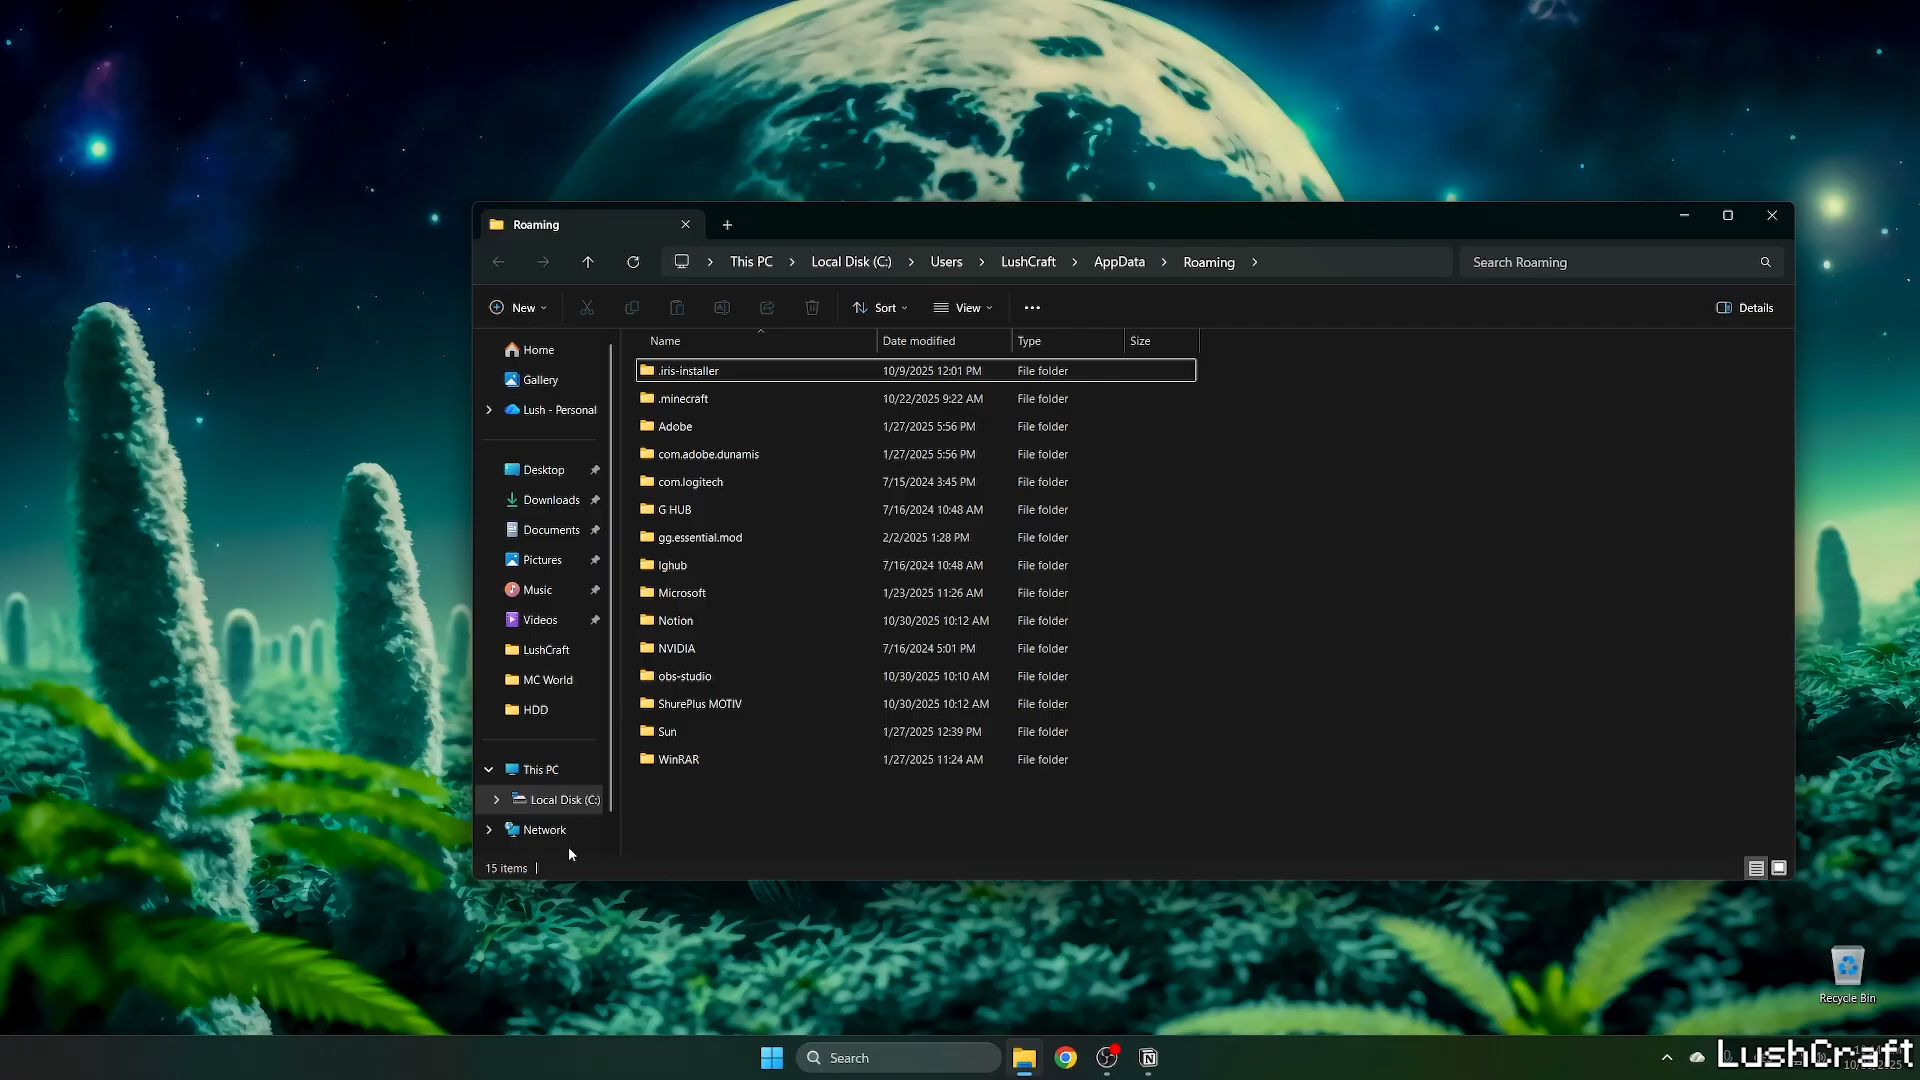 Roaming
This PC
Local Disk (C:)
Users
LushCraft
AppData
Roaming
Search Roaming
New
Sort
View
Details
Home
Gallery
Lush - Personal
Desktop
Downloads
Documents
Pictures
Music
Videos
LushCraft
MC World
HDD
This PC
Local Disk (C:)
Network
Name Date modified Type Size
.iris-installer 10/9/2025 12:01 PM File folder
.minecraft 10/22/2025 9:22 AM File folder
Adobe 1/27/2025 5:56 PM File folder
com.adobe.dunamis 1/27/2025 5:56 PM File folder
com.logitech 7/15/2024 3:45 PM File folder
G HUB 7/16/2024 10:48 AM File folder
gg.essential.mod 2/2/2025 1:28 PM File folder
lghub 7/16/2024 10:48 AM File folder
Microsoft 1/23/2025 11:26 AM File folder
Notion 10/30/2025 10:12 AM File folder
NVIDIA 7/16/2024 5:01 PM File folder
obs-studio 10/30/2025 10:10 AM File folder
ShurePlus MOTIV 10/30/2025 10:12 AM File folder
Sun 1/27/2025 12:39 PM File folder
WinRAR 1/27/2025 11:24 AM File folder
15 items
Recycle Bin
Search
LushCraft